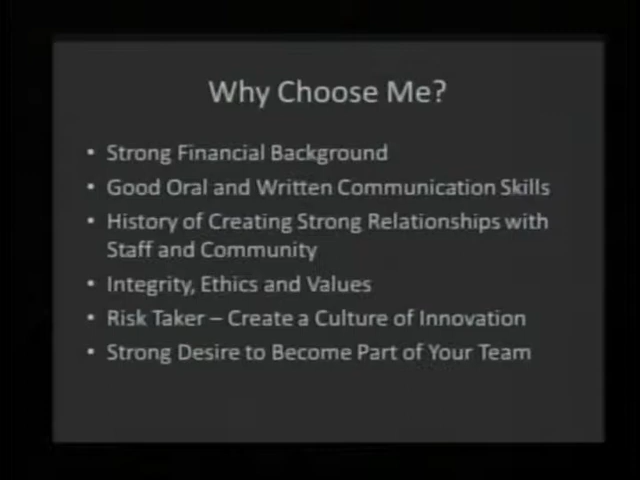 Why Choose Me?
• Strong Financial Background
• Good Oral and Written Communication Skills
• History of Creating Strong Relationships with
Staff and Community
• Integrity, Ethics and Values
• Risk Taker – Create a Culture of Innovation
• Strong Desire to Become Part of Your Team